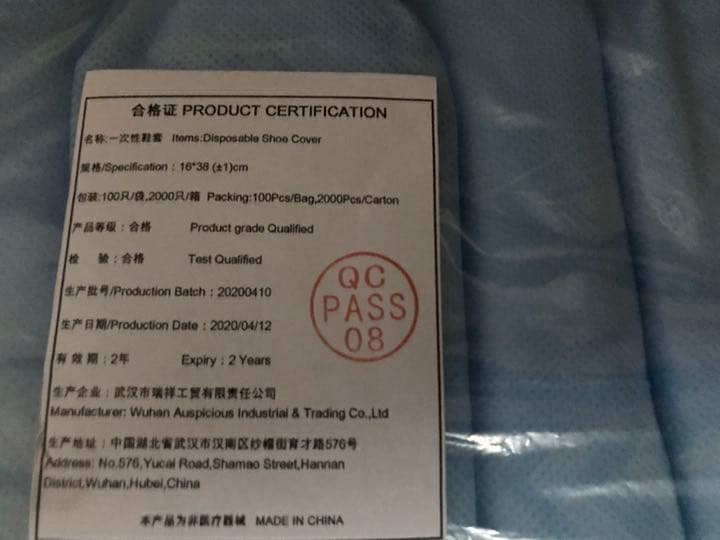 合格证 PRODUCT CERTIFICATION
名称:一次性鞋套 Items:Disposable Shoe Cover
规格/Specification：16*38 (±1)cm
包装:100只/袋,2000只/箱 Packing:100Pcs/Bag,2000Pcs/Carton
产品等级：合格 Product grade Qualified
检 验：合格 Test Qualified
生产批号/Production Batch：20200410
生产日期/Production Date：2020/04/12
有 效 期：2年 Expiry：2 Years
QC
PASS
08
生产企业：武汉市瑞祥工贸有限责任公司
Manufacturer: Wuhan Auspicious Industrial & Trading Co.,Ltd
生产地址：中国湖北省武汉市汉南区纱帽街育才路576号
Address: No.576,Yucai Road,Shamao Street,Hannan
District,Wuhan,Hubei,China
本产品为非医疗器械 MADE IN CHINA